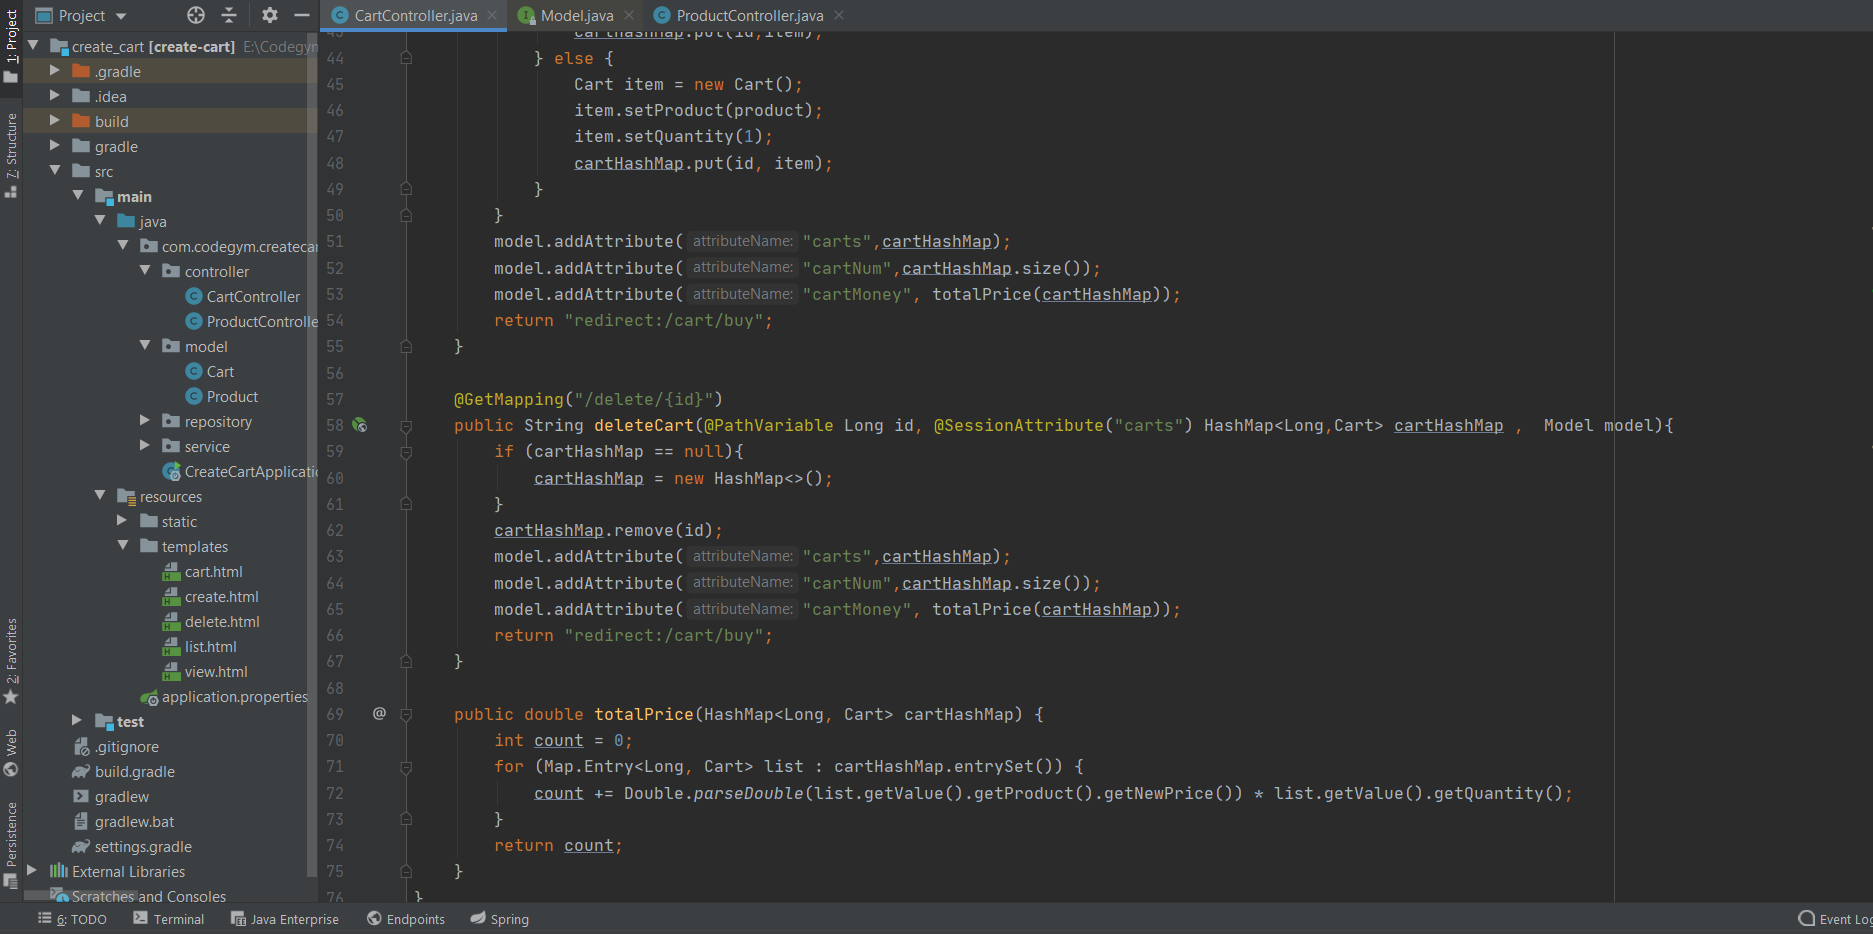 Project
CartController.java
Model.java
ProductController.java
1: Project
7: Structure
2: Favorites
Web
Persistence
create_cart [create-cart] E:\Codegym
.gradle
.idea
build
gradle
src
main
java
com.codegym.createcar
controller
CartController
ProductControlle
model
Cart
Product
repository
service
CreateCartApplicatio
resources
static
templates
cart.html
create.html
delete.html
list.html
view.html
application.properties
test
.gitignore
build.gradle
gradlew
gradlew.bat
settings.gradle
External Libraries
Scratches and Consoles
43 cartHashMap.put(id,item);
44 } else {
45 Cart item = new Cart();
46 item.setProduct(product);
47 item.setQuantity(1);
48 cartHashMap.put(id, item);
49 }
50 }
51 model.addAttribute( attributeName: "carts",cartHashMap);
52 model.addAttribute( attributeName: "cartNum",cartHashMap.size());
53 model.addAttribute( attributeName: "cartMoney", totalPrice(cartHashMap));
54 return "redirect:/cart/buy";
55 }
56
57 @GetMapping("/delete/{id}")
58 public String deleteCart(@PathVariable Long id, @SessionAttribute("carts") HashMap<Long,Cart> cartHashMap , Model model){
59 if (cartHashMap == null){
60 cartHashMap = new HashMap<>();
61 }
62 cartHashMap.remove(id);
63 model.addAttribute( attributeName: "carts",cartHashMap);
64 model.addAttribute( attributeName: "cartNum",cartHashMap.size());
65 model.addAttribute( attributeName: "cartMoney", totalPrice(cartHashMap));
66 return "redirect:/cart/buy";
67 }
68
69 @ public double totalPrice(HashMap<Long, Cart> cartHashMap) {
70 int count = 0;
71 for (Map.Entry<Long, Cart> list : cartHashMap.entrySet()) {
72 count += Double.parseDouble(list.getValue().getProduct().getNewPrice()) * list.getValue().getQuantity();
73 }
74 return count;
75 }
76 }
6: TODO
Terminal
Java Enterprise
Endpoints
Spring
Event Log